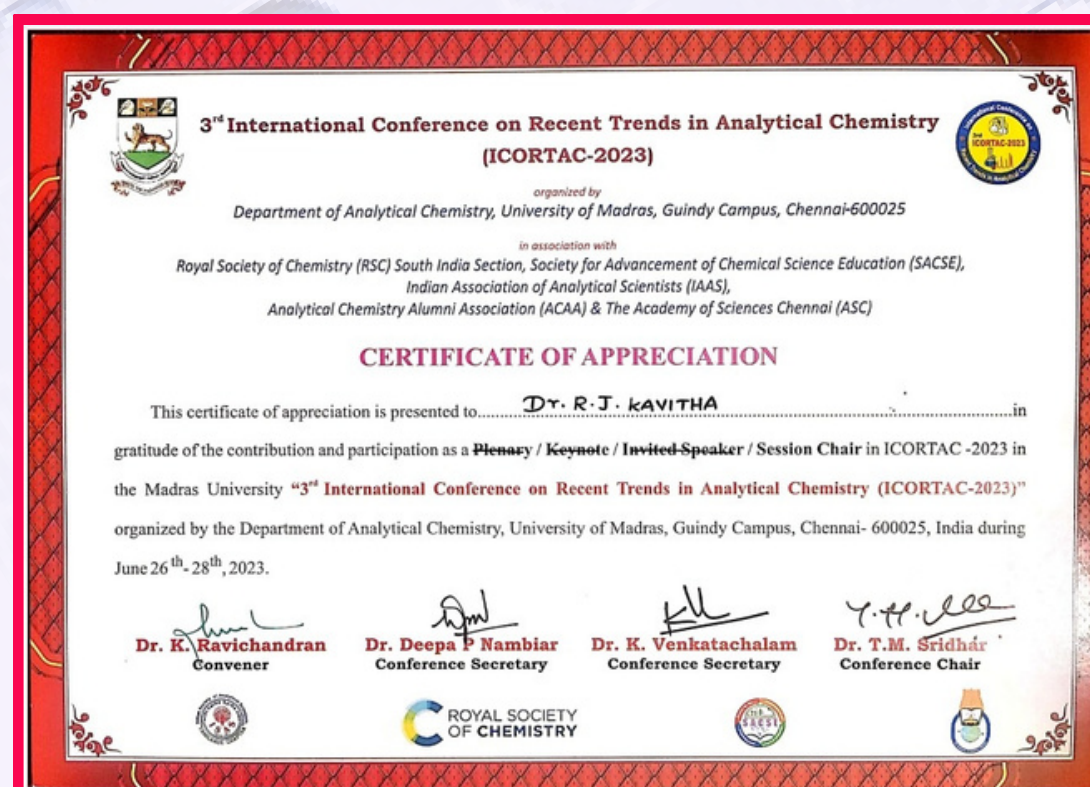 3rd International Conference on Recent Trends in Analytical Chemistry
(ICORTAC-2023)
organized by
Department of Analytical Chemistry, University of Madras, Guindy Campus, Chennai-600025
in association with
Royal Society of Chemistry (RSC) South India Section, Society for Advancement of Chemical Science Education (SACSE),
Indian Association of Analytical Scientists (IAAS),
Analytical Chemistry Alumni Association (ACAA) & The Academy of Sciences Chennai (ASC)
CERTIFICATE OF APPRECIATION
This certificate of appreciation is presented to Dr. R.J. KAVITHA in
gratitude of the contribution and participation as a Plenary / Keynote / Invited Speaker / Session Chair in ICORTAC -2023 in
the Madras University “3rd International Conference on Recent Trends in Analytical Chemistry (ICORTAC-2023)”
organized by the Department of Analytical Chemistry, University of Madras, Guindy Campus, Chennai- 600025, India during
June 26th- 28th, 2023.
Dr. K. Ravichandran
Convener
Dr. Deepa P Nambiar
Conference Secretary
Dr. K. Venkatachalam
Conference Secretary
Dr. T.M. Sridhar
Conference Chair
ROYAL SOCIETY
OF CHEMISTRY
SACSE